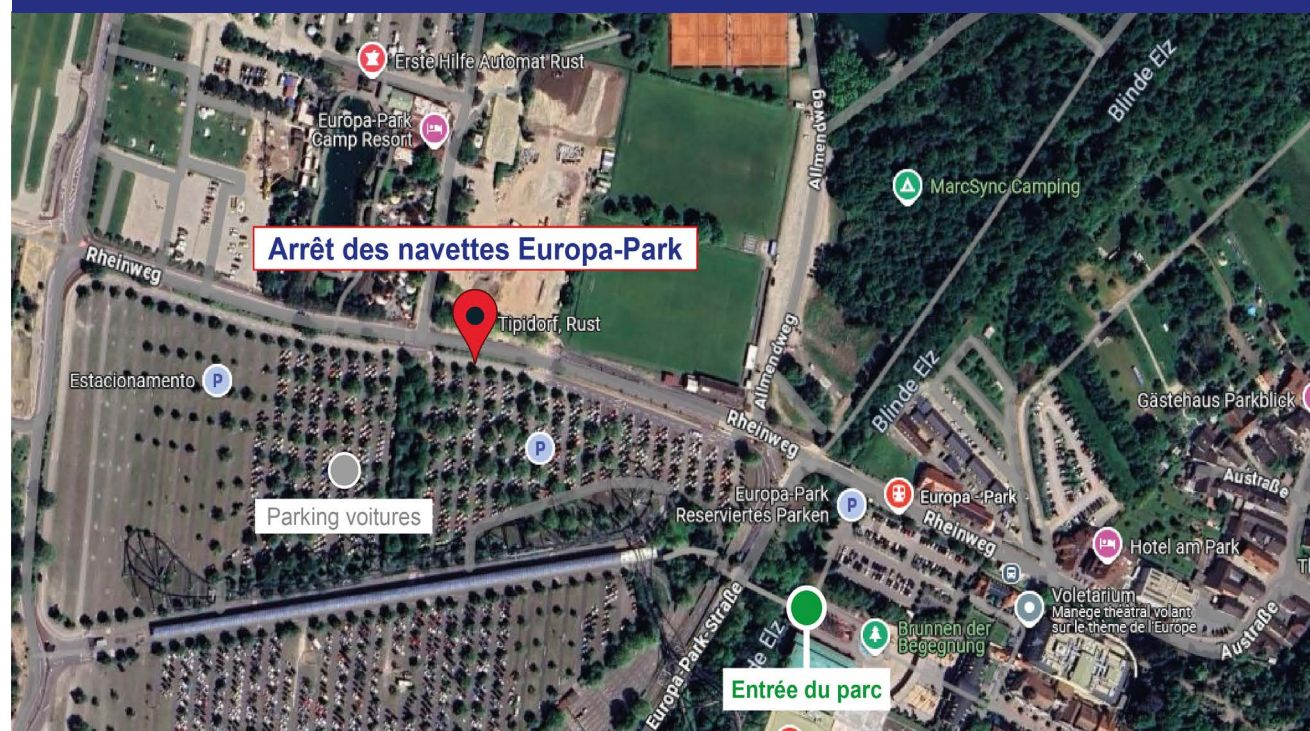 Erste Hilfe Automat Rust
Europa-Park
Camp Resort
Allmendweg
Blinde Elz
MarcSync Camping
Arrêt des navettes Europa-Park
Rheinweg
Tipidorf, Rust
Allmendweg
Blinde Elz
Estacionamento
P
Gästehaus Parkblick
Rheinweg
P
Parking voitures
Europa-Park
Reserviertes Parken
P
Europa - Park
Rheinweg
Austraße
Hotel am Park
Voletarium
Manège théâtral volant
sur le thème de l'Europe
Austraße
Europa-Park-Straße
Brunnen der
Begegnung
Entrée du parc